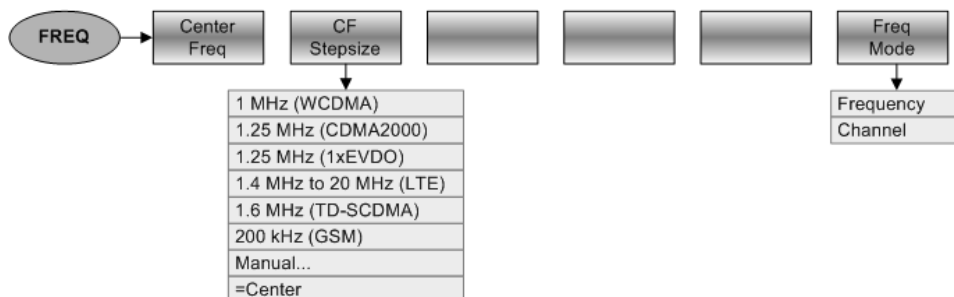 FREQ
Center
Freq
CF
Stepsize
Freq
Mode
1 MHz (WCDMA)
1.25 MHz (CDMA2000)
1.25 MHz (1xEVDO)
1.4 MHz to 20 MHz (LTE)
1.6 MHz (TD-SCDMA)
200 kHz (GSM)
Manual...
=Center
Frequency
Channel